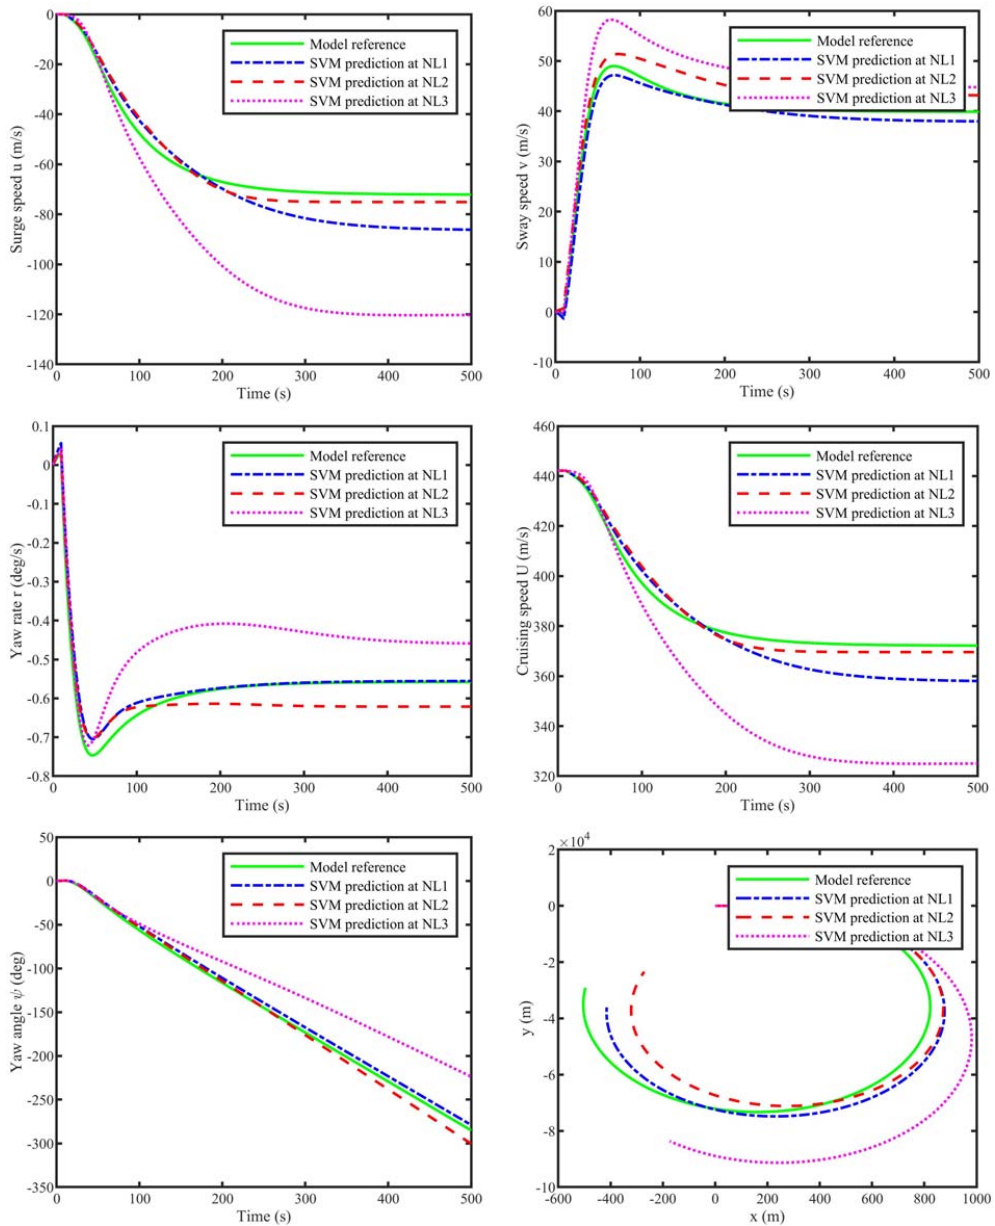 0
-20
-40
-60
-80
-100
-120
-140
Surge speed u (m/s)
Model reference
SVM prediction at NL1
SVM prediction at NL2
SVM prediction at NL3
0 100 200 300 400 500
Time (s)
60
50
40
30
20
10
0
-10
Sway speed v (m/s)
Model reference
SVM prediction at NL1
SVM prediction at NL2
SVM prediction at NL3
0 100 200 300 400 500
Time (s)
0.1
0
-0.1
-0.2
-0.3
-0.4
-0.5
-0.6
-0.7
-0.8
Yaw rate r (deg/s)
Model reference
SVM prediction at NL1
SVM prediction at NL2
SVM prediction at NL3
0 100 200 300 400 500
Time (s)
460
440
420
400
380
360
340
320
Cruising speed U (m/s)
Model reference
SVM prediction at NL1
SVM prediction at NL2
SVM prediction at NL3
0 100 200 300 400 500
Time (s)
50
0
-50
-100
-150
-200
-250
-300
-350
Yaw angle ψ (deg)
Model reference
SVM prediction at NL1
SVM prediction at NL2
SVM prediction at NL3
0 100 200 300 400 500
Time (s)
×10⁴
2
0
-2
-4
-6
-8
-10
y (m)
Model reference
SVM prediction at NL1
SVM prediction at NL2
SVM prediction at NL3
-600 -400 -200 0 200 400 600 800 1000
x (m)